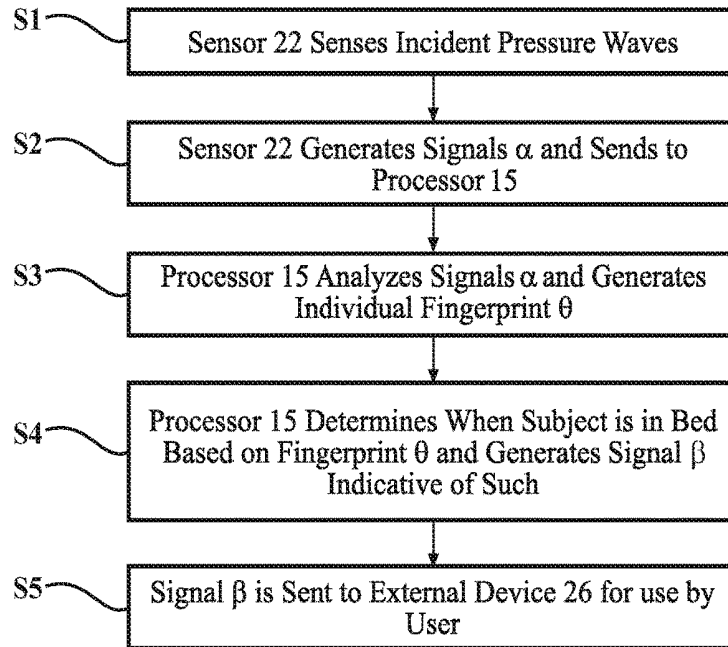 S1
Sensor 22 Senses Incident Pressure Waves
S2
Sensor 22 Generates Signals α and Sends to
Processor 15
S3
Processor 15 Analyzes Signals α and Generates
Individual Fingerprint θ
S4
Processor 15 Determines When Subject is in Bed
Based on Fingerprint θ and Generates Signal β
Indicative of Such
S5
Signal β is Sent to External Device 26 for use by
User